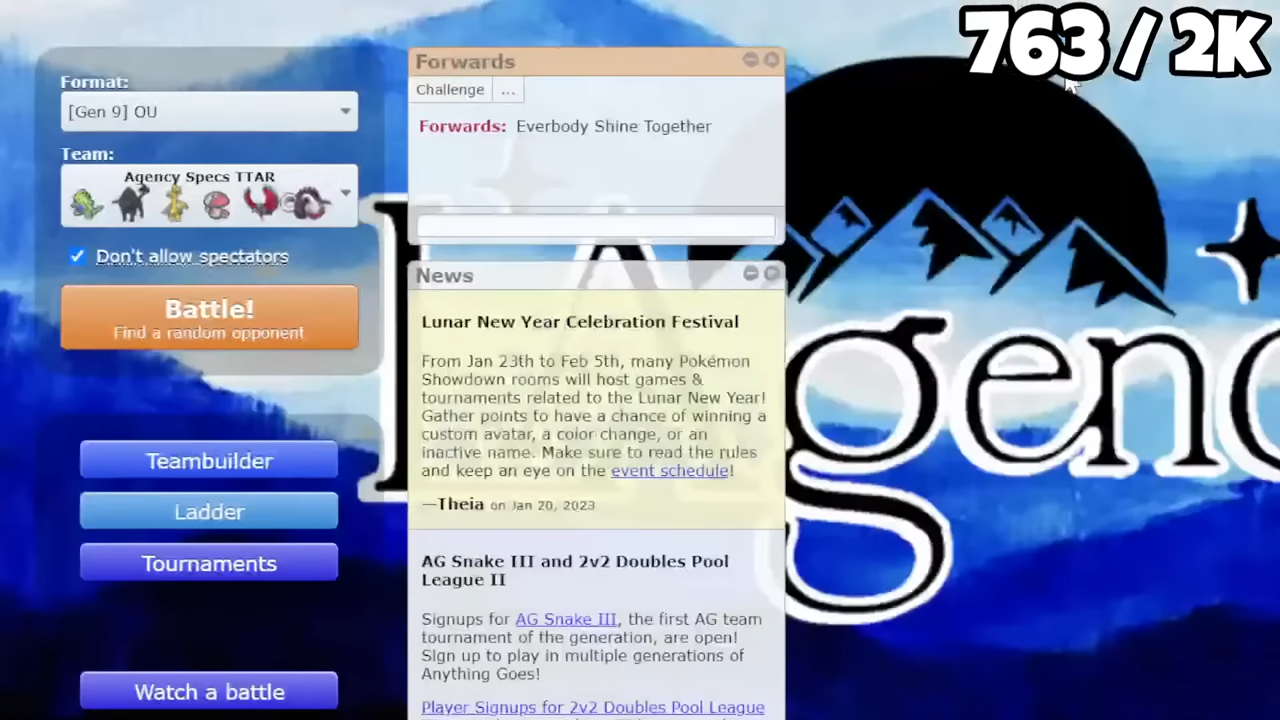 763 / 2K
Format:
[Gen 9] OU
Team:
Agency Specs TTAR
Don't allow spectators
Battle!
Find a random opponent
Teambuilder
Ladder
Tournaments
Watch a battle
Forwards
Challenge
...
Forwards: Everbody Shine Together
News
Lunar New Year Celebration Festival
From Jan 23th to Feb 5th, many Pokémon
Showdown rooms will host games &
tournaments related to the Lunar New Year!
Gather points to have a chance of winning a
custom avatar, a color change, or an
inactive name. Make sure to read the rules
and keep an eye on the event schedule!
—Theia on Jan 20, 2023
AG Snake III and 2v2 Doubles Pool
League II
Signups for AG Snake III, the first AG team
tournament of the generation, are open!
Sign up to play in multiple generations of
Anything Goes!
Player Signups for 2v2 Doubles Pool League